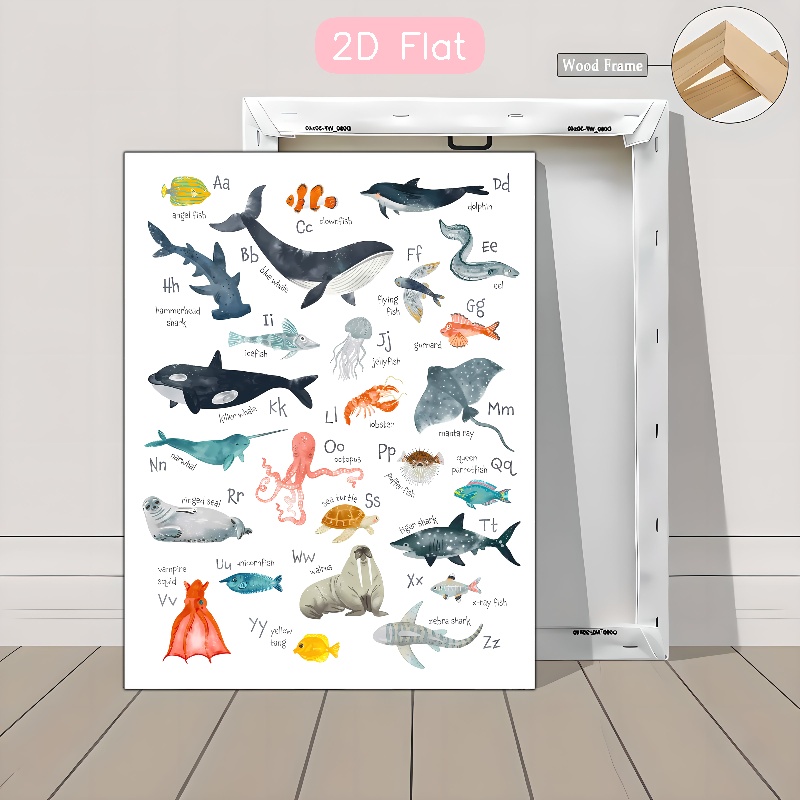 2D Flat
Wood Frame
Aa
angel fish
Cc clownfish
Dd
dolphin
Bb
blue whale
Ee
eel
Ff
flying
fish
Hh
hammerhead
shark
Gg
gurnard
Ii
icefish
Jj
jellyfish
killer whale Kk
Ll
lobster
Mm
manta ray
Nn narwhal
Oo
octopus
Pp
puffer fish
queen
parrotfish Qq
ringed seal Rr
sea turtle Ss
tiger shark Tt
Uu unicornfish
vampire
squid
Vv
Ww
walrus
Xx
x-ray fish
Yy yellow
tang
zebra shark
Zz